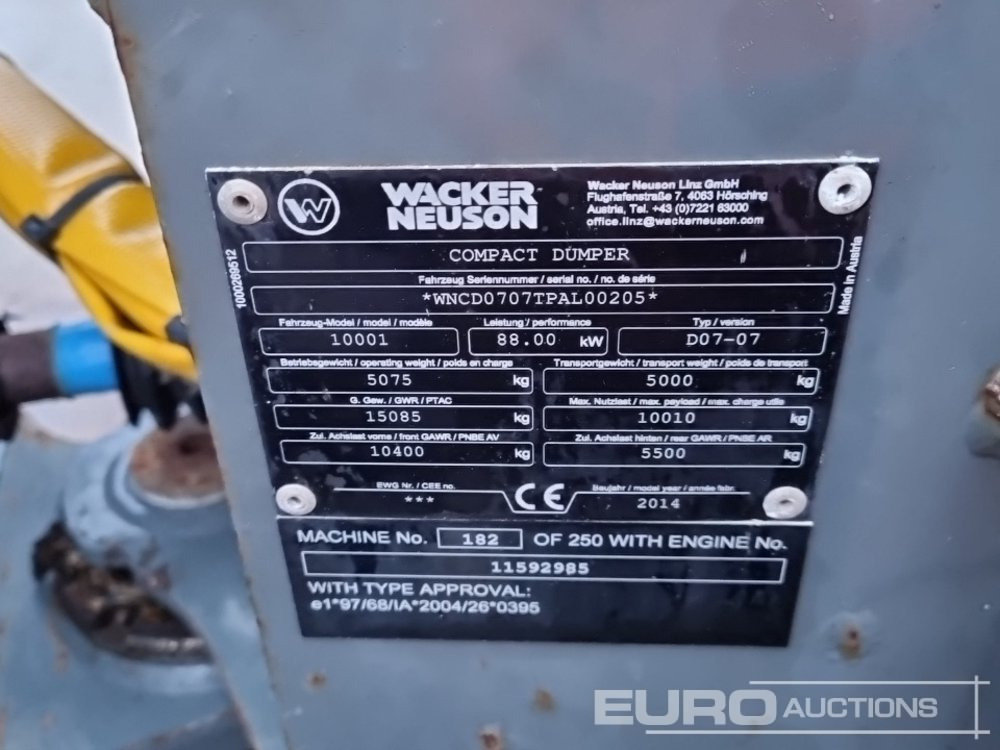 W
WACKER NEUSON
Wacker Neuson Linz GmbH
Flughafenstraße 7, 4063 Hörsching
Austria, Tel. +43 (0)7221 63000
office.linz@wackerneuson.com
1000269512
Made in Austria
COMPACT DUMPER
Fahrzeug Seriennummer / serial no. / no. de série
*WNCD0707TPAL00205*
Fahrzeug-Model / model / modèle
10001
Leistung / performance
88.00 kW
Typ / version
D07-07
Betriebsgewicht / operating weight / poids en charge
5075 kg
Transportgewicht / transport weight / poids de transport
5000 kg
G. Gew. / GWR / PTAC
15085 kg
Max. Nutzlast / max. payload / max. charge utile
10010 kg
Zul. Achslast vorne / front GAWR / PNBE AV
10400 kg
Zul. Achslast hinten / rear GAWR / PNBE AR
5500 kg
EWG Nr. / CEE no.
***
CE
Baujahr / model year / année fabr.
2014
MACHINE No. 182 OF 250 WITH ENGINE No.
11592985
WITH TYPE APPROVAL:
e1*97/68/IA*2004/26*0395
EURO AUCTIONS